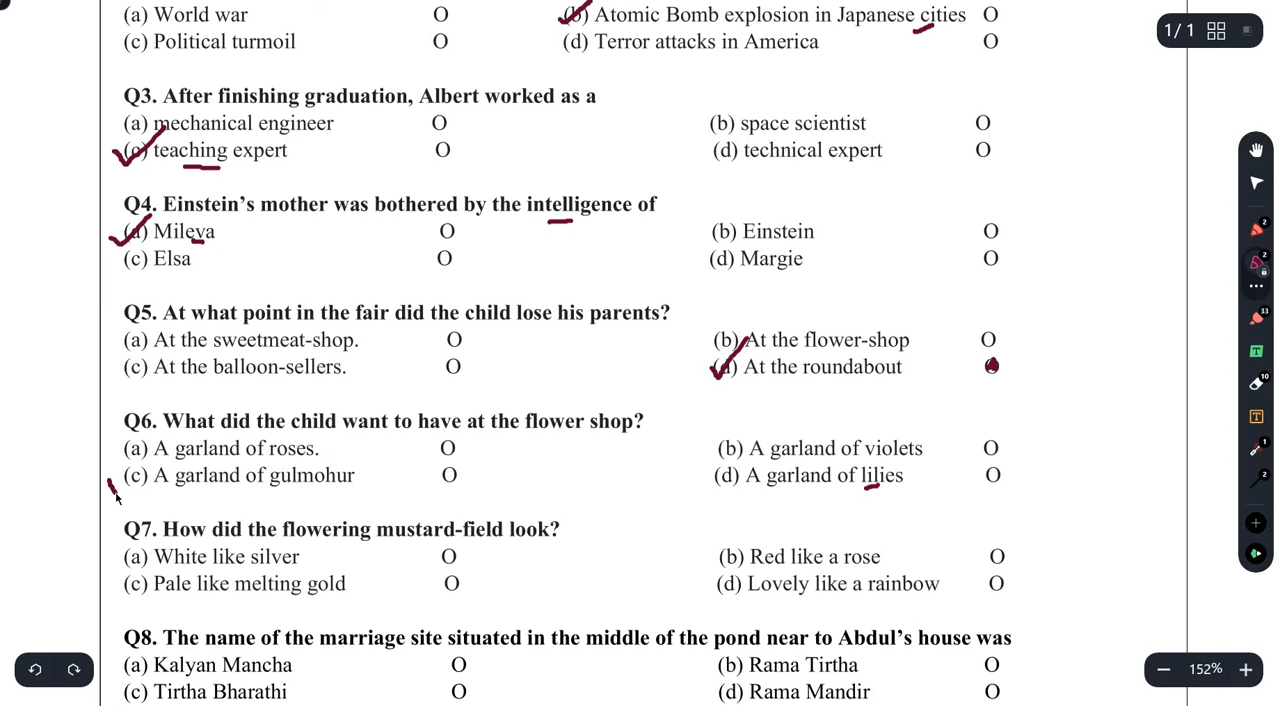 (a) World war O (b) Atomic Bomb explosion in Japanese cities O
(c) Political turmoil O (d) Terror attacks in America O
1/ 1
Q3. After finishing graduation, Albert worked as a
(a) mechanical engineer O (b) space scientist O
(c) teaching expert O (d) technical expert O
Q4. Einstein's mother was bothered by the intelligence of
(a) Mileva O (b) Einstein O
(c) Elsa O (d) Margie O
Q5. At what point in the fair did the child lose his parents?
(a) At the sweetmeat-shop. O (b) At the flower-shop O
(c) At the balloon-sellers. O (d) At the roundabout
Q6. What did the child want to have at the flower shop?
(a) A garland of roses. O (b) A garland of violets O
(c) A garland of gulmohur O (d) A garland of lilies O
Q7. How did the flowering mustard-field look?
(a) White like silver O (b) Red like a rose O
(c) Pale like melting gold O (d) Lovely like a rainbow O
Q8. The name of the marriage site situated in the middle of the pond near to Abdul's house was
(a) Kalyan Mancha O (b) Rama Tirtha O
(c) Tirtha Bharathi O (d) Rama Mandir O
2
2
33
T
10
T
1
2
152%